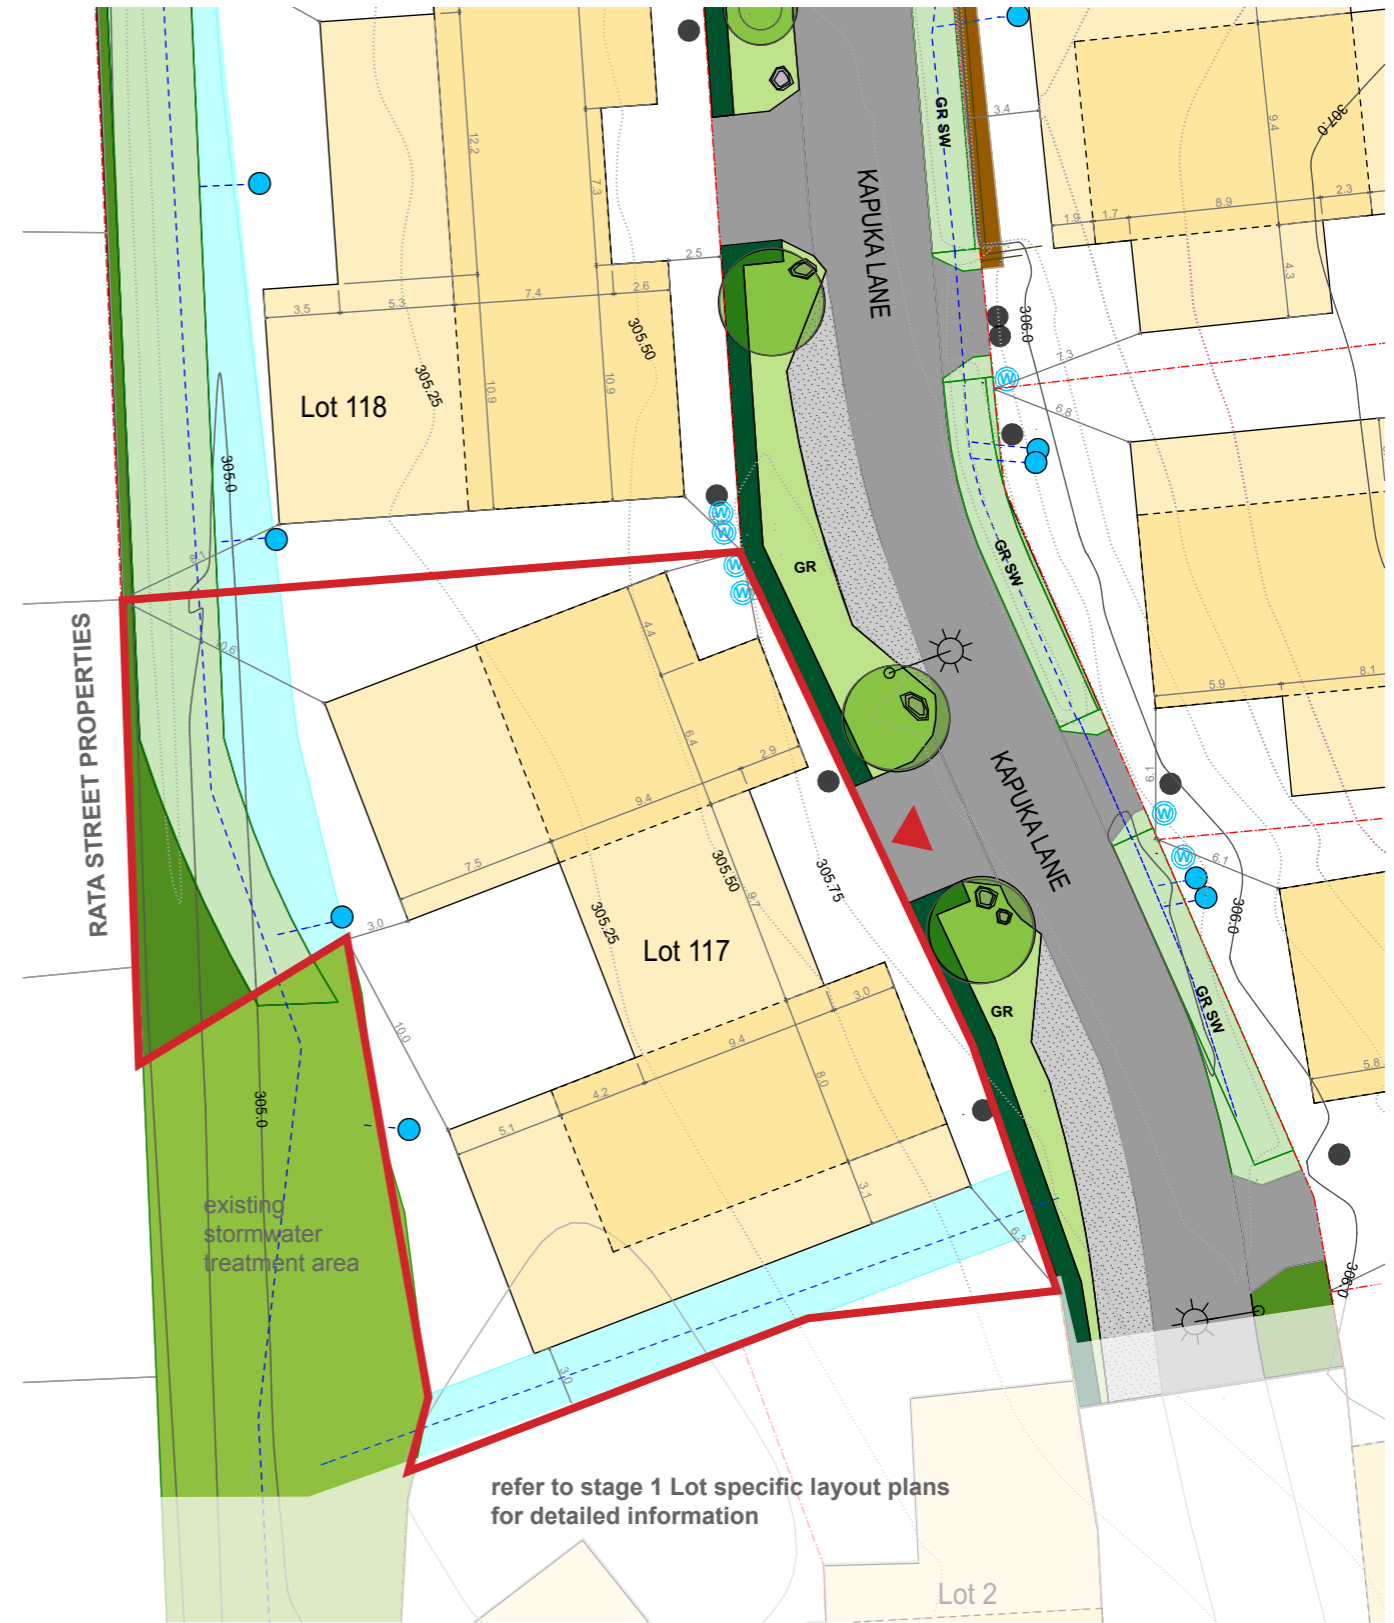 3.4
12.2
7.3
9.4
307.0
GR SW
KAPUKA LANE
1.9
1.7
8.9
2.3
2.5
4.3
3.5
5.3
7.4
2.6
305.50
306.0
7.3
305.25
10.9
10.9
Lot 118
6.8
305.0
8.1
GR SW
GR
RATA STREET PROPERTIES
10.6
4.4
6.4
2.9
5.9
8.1
9.4
6.1
KAPUKA LANE
7.5
305.50
9.7
305.75
6.1
305.25
306.0
3.0
Lot 117
3.0
GR
GR SW
10.0
9.4
8.0
4.2
5.8
305.0
5.1
3.1
existing
stormwater
treatment area
6.3
306.0
3.0
refer to stage 1 Lot specific layout plans
for detailed information
Lot 2
W
W
W
W
W
W
W